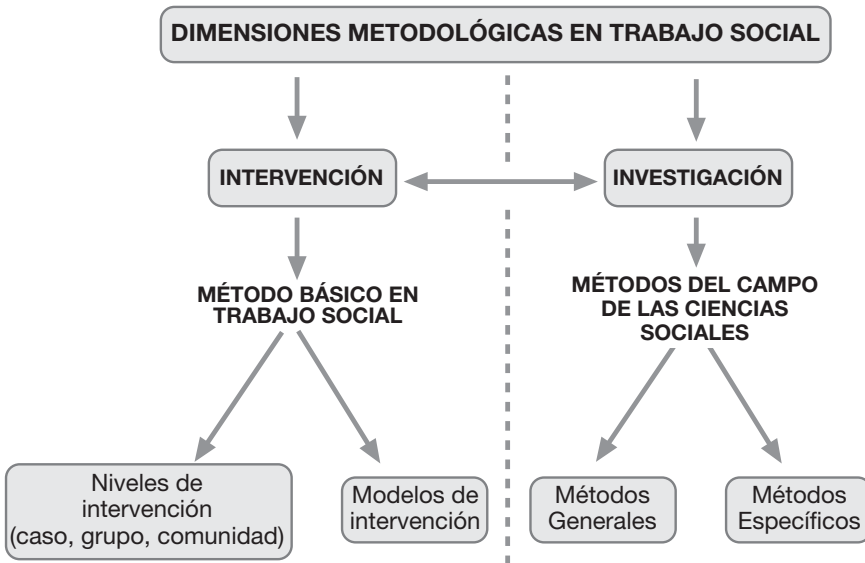 DIMENSIONES METODOLÓGICAS EN TRABAJO SOCIAL
INTERVENCIÓN
INVESTIGACIÓN
MÉTODO BÁSICO EN
TRABAJO SOCIAL
MÉTODOS DEL CAMPO
DE LAS CIENCIAS
SOCIALES
Niveles de
intervención
(caso, grupo, comunidad)
Modelos de
intervención
Métodos
Generales
Métodos
Específicos